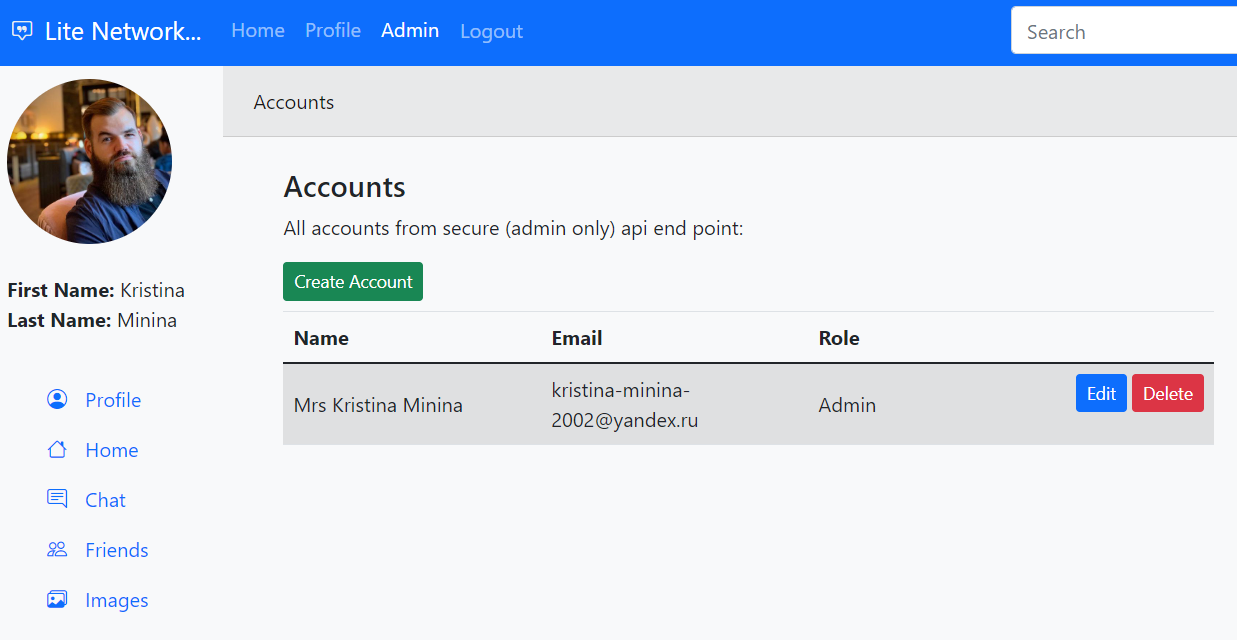 Lite Network...
Home Profile Admin Logout
Search
First Name: Kristina
Last Name: Minina
Profile
Home
Chat
Friends
Images
Accounts
Accounts
All accounts from secure (admin only) api end point:
Create Account
Name Email Role
Mrs Kristina Minina
kristina-minina-
2002@yandex.ru
Admin
Edit Delete